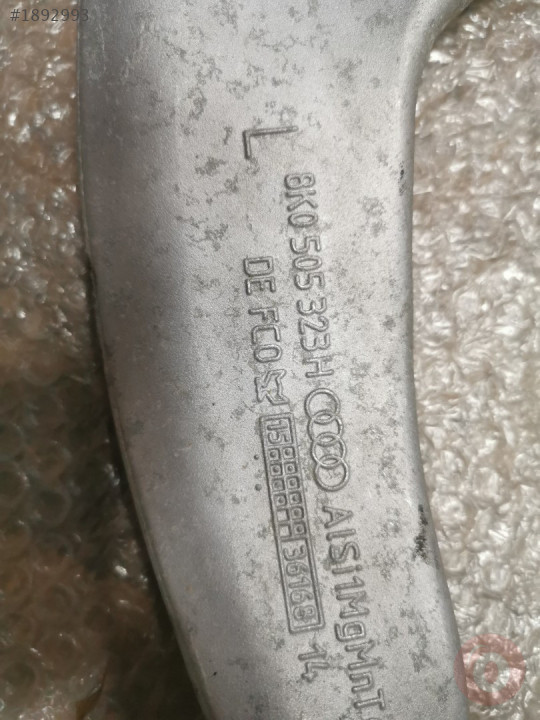 #1892993
L
8K0 505 323H AlSi1MgMnT
DE FCO
15 36168 14